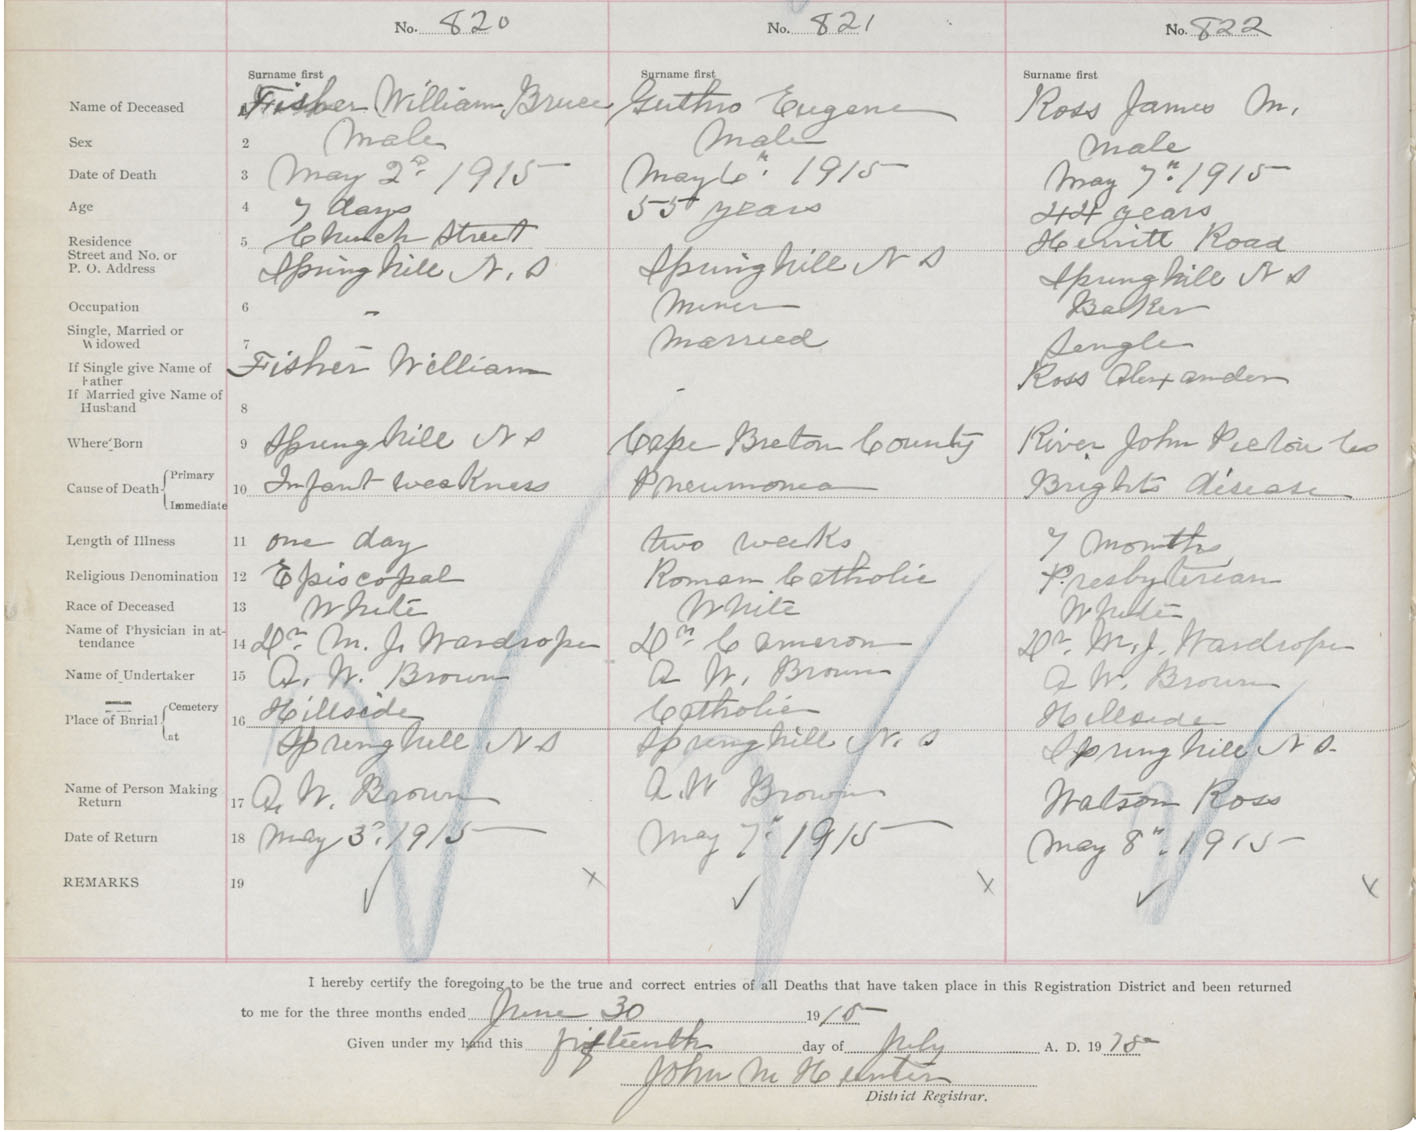 No. 820 No. 821 No. 822
Surname first Surname first Surname first
Name of Deceased 1 Fisher William Bruce Guthro Eugene Ross James M.
Sex 2 Male Male Male
Date of Death 3 May 2nd 1915 May 6th 1915 May 7th 1915
Age 4 7 days 55 years 44 years
Residence 5 Church Street Herritt Road
Street and No. or
P. O. Address Springhill N. S Springhill N S Springhill N S
Occupation 6 - Miner Baker
Single, Married or
Widowed 7 - Married Single
If Single give Name of
Father Fisher William - Ross Alexander
If Married give Name of
Husband 8
Where Born 9 Springhill N S Cape Breton County River John Pictou Co
Cause of Death Primary
10 Infant weakness Pneumonia Brights disease
Immediate
Length of Illness 11 one day two weeks 7 Months
Religious Denomination 12 Episcopal Roman Catholic Presbyterian
Race of Deceased 13 White White White
Name of Physician in at-
tendance 14 Dr. M. J. Wardrope Dr. Cameron Dr. M. J. Wardrope
Name of Undertaker 15 A. W. Brown A W. Brown A W. Brown
Place of Burial Cemetery 16 Hillside Catholic Hillside
at Springhill N S Springhill N. S Springhill N S.
Name of Person Making
Return 17 A. W. Brown A. W Brown Watson Ross
Date of Return 18 May 3rd. 1915 May 7th. 1915 May 8th. 1915
REMARKS 19 ✓ x ✓ x ✓ x
I hereby certify the foregoing to be the true and correct entries of all Deaths that have taken place in this Registration District and been returned
to me for the three months ended June 30 1915
Given under my hand this fifteenth day of July A. D. 1915
John M Hunter
District Registrar.